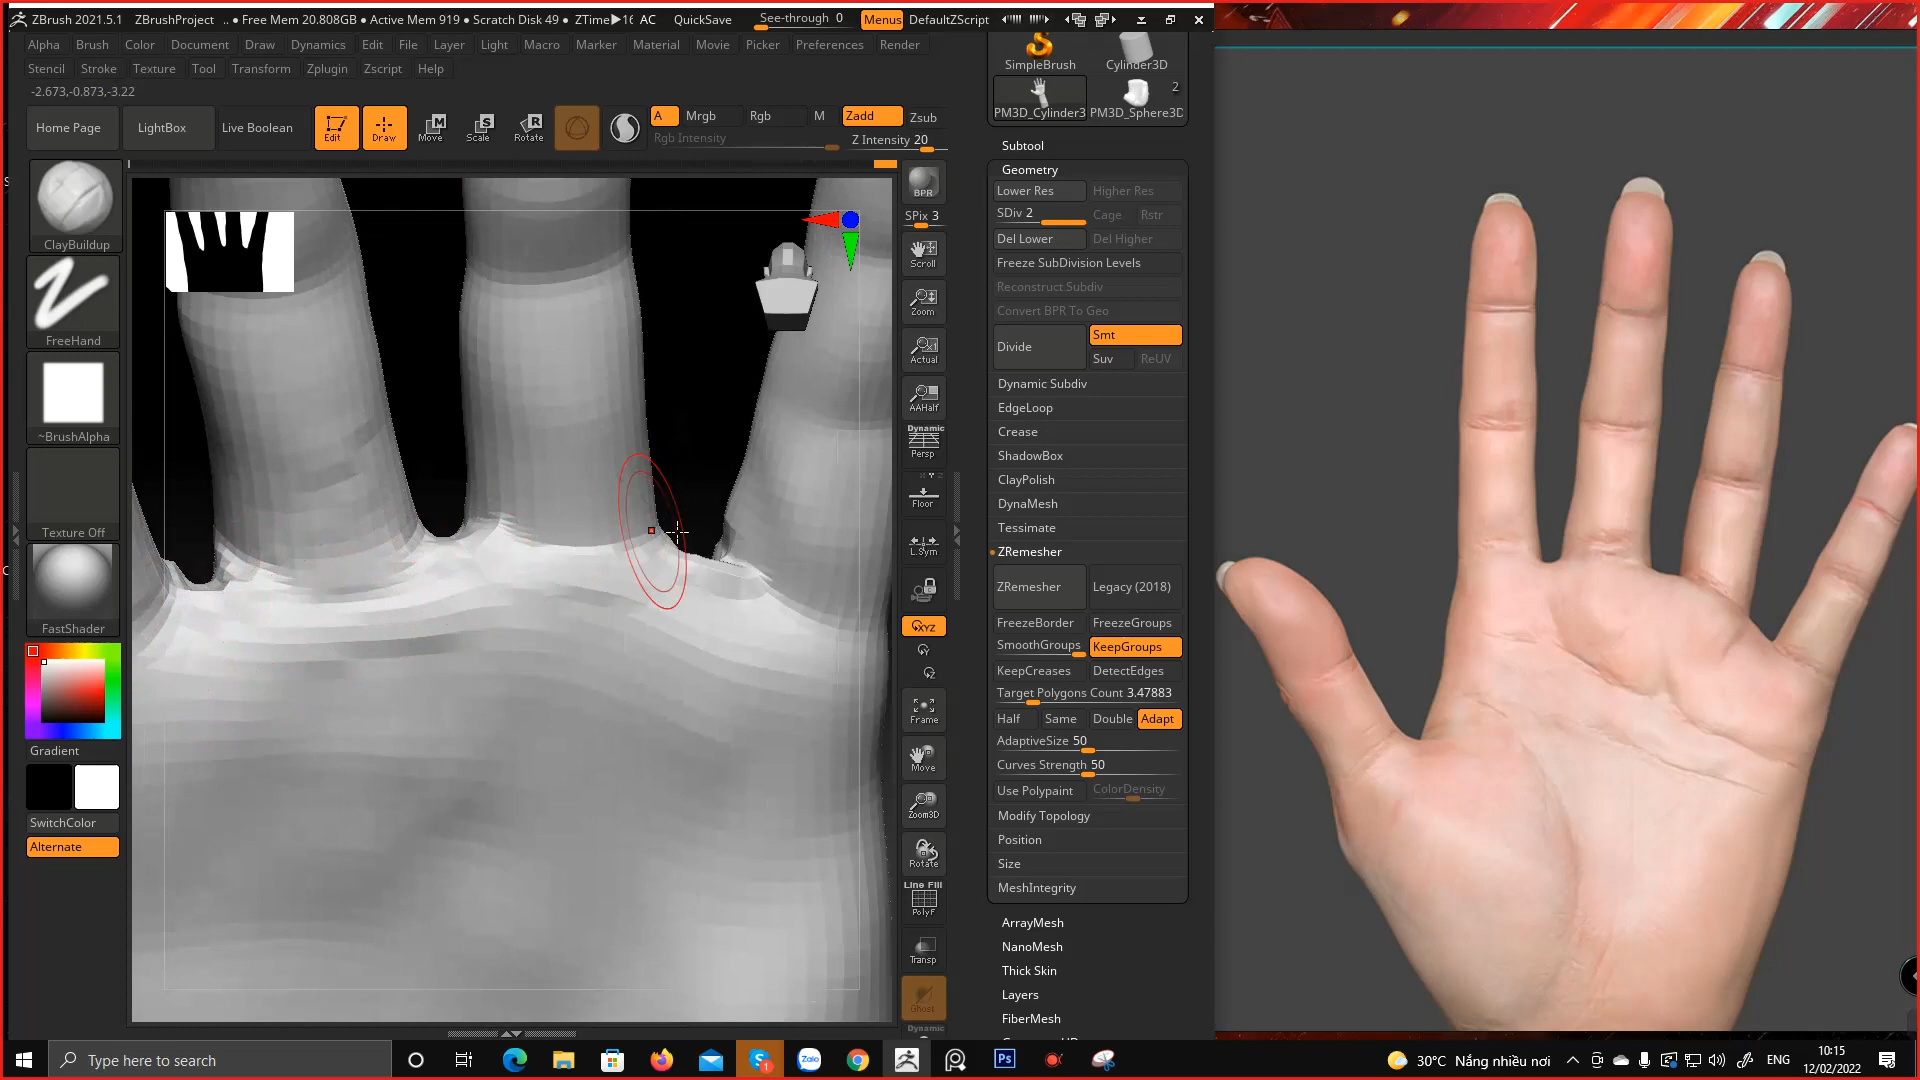 ZBrush 2021.5.1 ZBrushProject .. ● Free Mem 20.808GB ● Active Mem 919 ● Scratch Disk 49 ● ZTime▶16 AC QuickSave See-through 0 Menus DefaultZScript
Alpha Brush Color Document Draw Dynamics Edit File Layer Light Macro Marker Material Movie Picker Preferences Render
Stencil Stroke Texture Tool Transform Zplugin Zscript Help
-2.673,-0.873,-3.22
Home Page LightBox Live Boolean Edit Draw Move Scale Rotate A Mrgb Rgb M Zadd Zsub
Rgb Intensity Z Intensity 20
ClayBuildup
FreeHand
~BrushAlpha
Texture Off
FastShader
Gradient
SwitchColor
Alternate
BPR
SPix 3
Scroll
Zoom
Actual
AAHalf
Dynamic
Persp
Floor
L.Sym
XYZ
Frame
Move
Zoom3D
Rotate
Line Fill
PolyF
Transp
Ghost
Dynamic
SimpleBrush Cylinder3D
2
PM3D_Cylinder3 PM3D_Sphere3D
Subtool
Geometry
Lower Res Higher Res
SDiv 2 Cage Rstr
Del Lower Del Higher
Freeze SubDivision Levels
Reconstruct Subdiv
Convert BPR To Geo
Divide Smt
Suv ReUV
Dynamic Subdiv
EdgeLoop
Crease
ShadowBox
ClayPolish
DynaMesh
Tessimate
ZRemesher
ZRemesher Legacy (2018)
FreezeBorder FreezeGroups
SmoothGroups KeepGroups
KeepCreases DetectEdges
Target Polygons Count 3.47883
Half Same Double Adapt
AdaptiveSize 50
Curves Strength 50
Use Polypaint ColorDensity
Modify Topology
Position
Size
MeshIntegrity
ArrayMesh
NanoMesh
Thick Skin
Layers
FiberMesh
Type here to search
Zalo
Ps
30°C Nắng nhiều nơi
ENG
10:15
12/02/2022